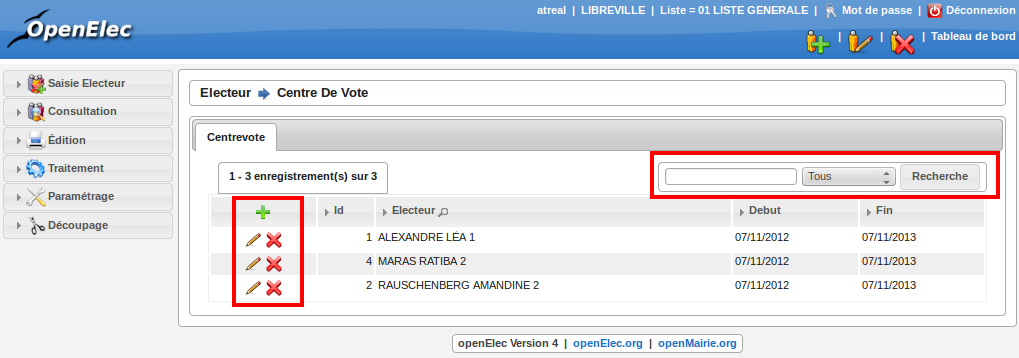 OpenElec
atreal | LIBREVILLE | Liste = 01 LISTE GENERALE | Mot de passe | Déconnexion
| | | Tableau de bord
Saisie Electeur
Consultation
Édition
Traitement
Paramétrage
Découpage
Electeur Centre De Vote
Centrevote
1 - 3 enregistrement(s) sur 3
Tous Recherche
Id Electeur Debut Fin
1 ALEXANDRE LÉA 1 07/11/2012 07/11/2013
4 MARAS RATIBA 2 07/11/2012 07/11/2013
2 RAUSCHENBERG AMANDINE 2 07/11/2012 07/11/2013
openElec Version 4 | openElec.org | openMairie.org